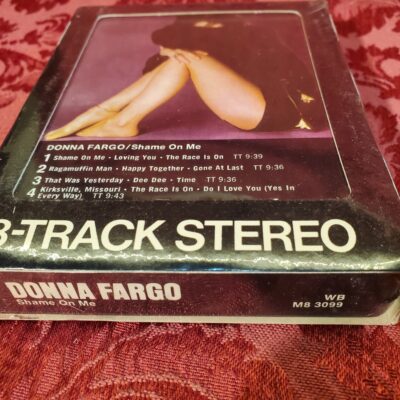 DONNA FARGO/Shame On Me
1 Shame On Me - Loving You - The Race Is On TT 9:39
2 Ragamuffin Man - Happy Together - Gone At Last TT 9:36
3 That Was Yesterday - Dee Dee - Time TT 9:36
4 Kirksville, Missouri - The Race Is On - Do I Love You (Yes In
Every Way) TT 9:43
8-TRACK STEREO
DONNA FARGO
Shame On Me
WB
M8 3099